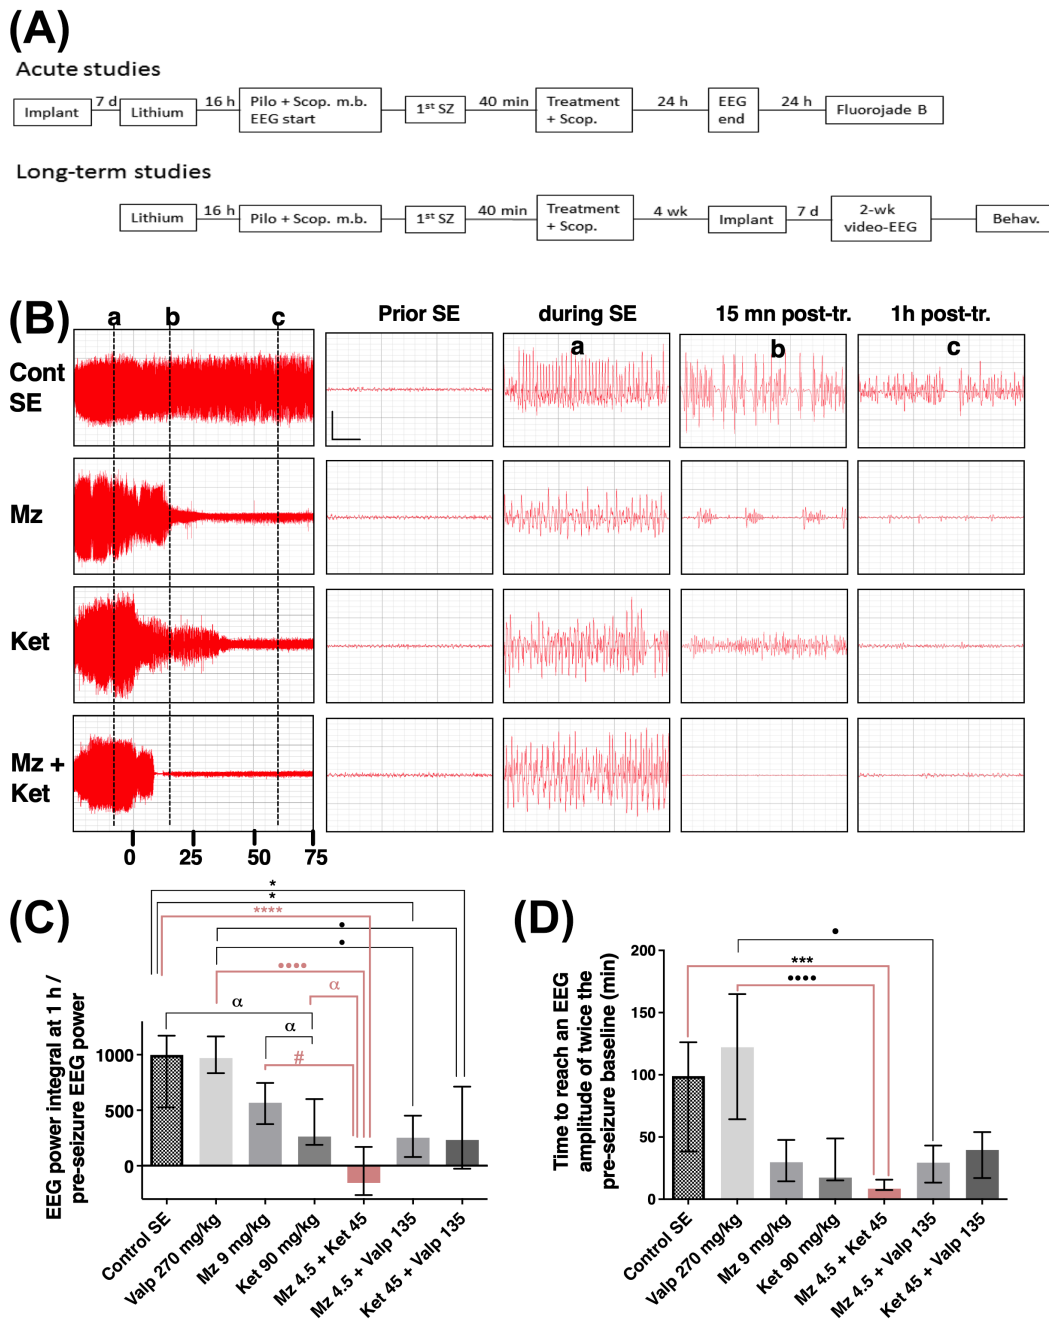 (A)
Acute studies
Implant
7 d
Lithium
16 h
Pilo + Scop. m.b.
EEG start
1st SZ
40 min
Treatment
+ Scop.
24 h
EEG
end
24 h
Fluorojade B
Long-term studies
Lithium
16 h
Pilo + Scop. m.b.
1st SZ
40 min
Treatment
+ Scop.
4 wk
Implant
7 d
2-wk
video-EEG
Behav.
(B)
a b c
Prior SE
during SE
15 mn post-tr.
1h post-tr.
a
b
c
Cont
SE
Mz
Ket
Mz +
Ket
0 25 50 75
(C)
*
*
****
•
•
••••
α
α
α
#
EEG power integral at 1 h /
pre-seizure EEG power
1000
500
0
Control SE
Valp 270 mg/kg
Mz 9 mg/kg
Ket 90 mg/kg
Mz 4.5 + Ket 45
Mz 4.5 + Valp 135
Ket 45 + Valp 135
(D)
•
***
••••
Time to reach an EEG
amplitude of twice the
pre-seizure baseline (min)
200
150
100
50
0
Control SE
Valp 270 mg/kg
Mz 9 mg/kg
Ket 90 mg/kg
Mz 4.5 + Ket 45
Mz 4.5 + Valp 135
Ket 45 + Valp 135